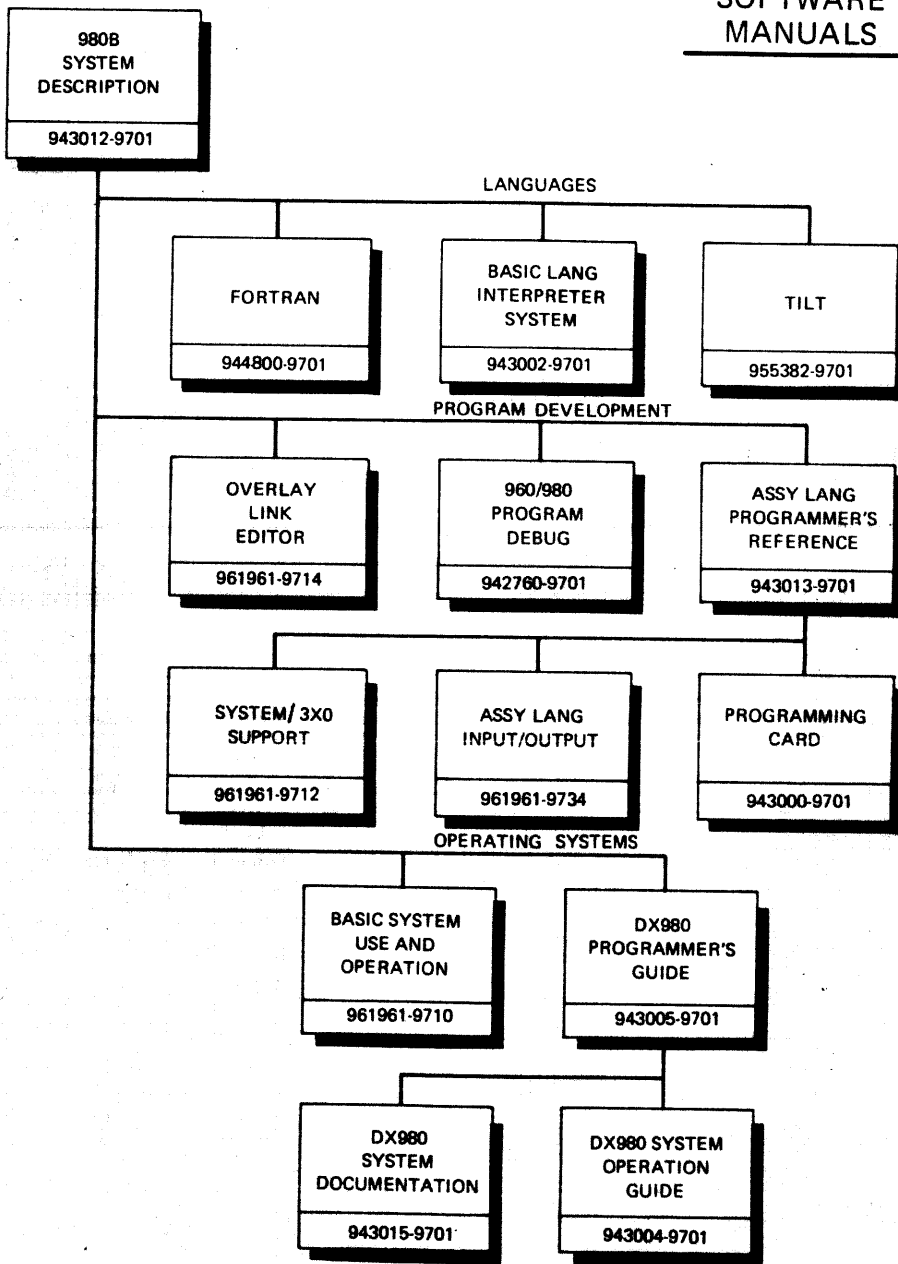 SOFTWARE
MANUALS
980B
SYSTEM
DESCRIPTION
943012-9701
LANGUAGES
FORTRAN
944800-9701
BASIC LANG
INTERPRETER
SYSTEM
943002-9701
TILT
955382-9701
PROGRAM DEVELOPMENT
OVERLAY
LINK
EDITOR
961961-9714
960/980
PROGRAM
DEBUG
942760-9701
ASSY LANG
PROGRAMMER'S
REFERENCE
943013-9701
SYSTEM/ 3X0
SUPPORT
961961-9712
ASSY LANG
INPUT/OUTPUT
961961-9734
PROGRAMMING
CARD
943000-9701
OPERATING SYSTEMS
BASIC SYSTEM
USE AND
OPERATION
961961-9710
DX980
PROGRAMMER'S
GUIDE
943005-9701
DX980
SYSTEM
DOCUMENTATION
943015-9701
DX980 SYSTEM
OPERATION
GUIDE
943004-9701